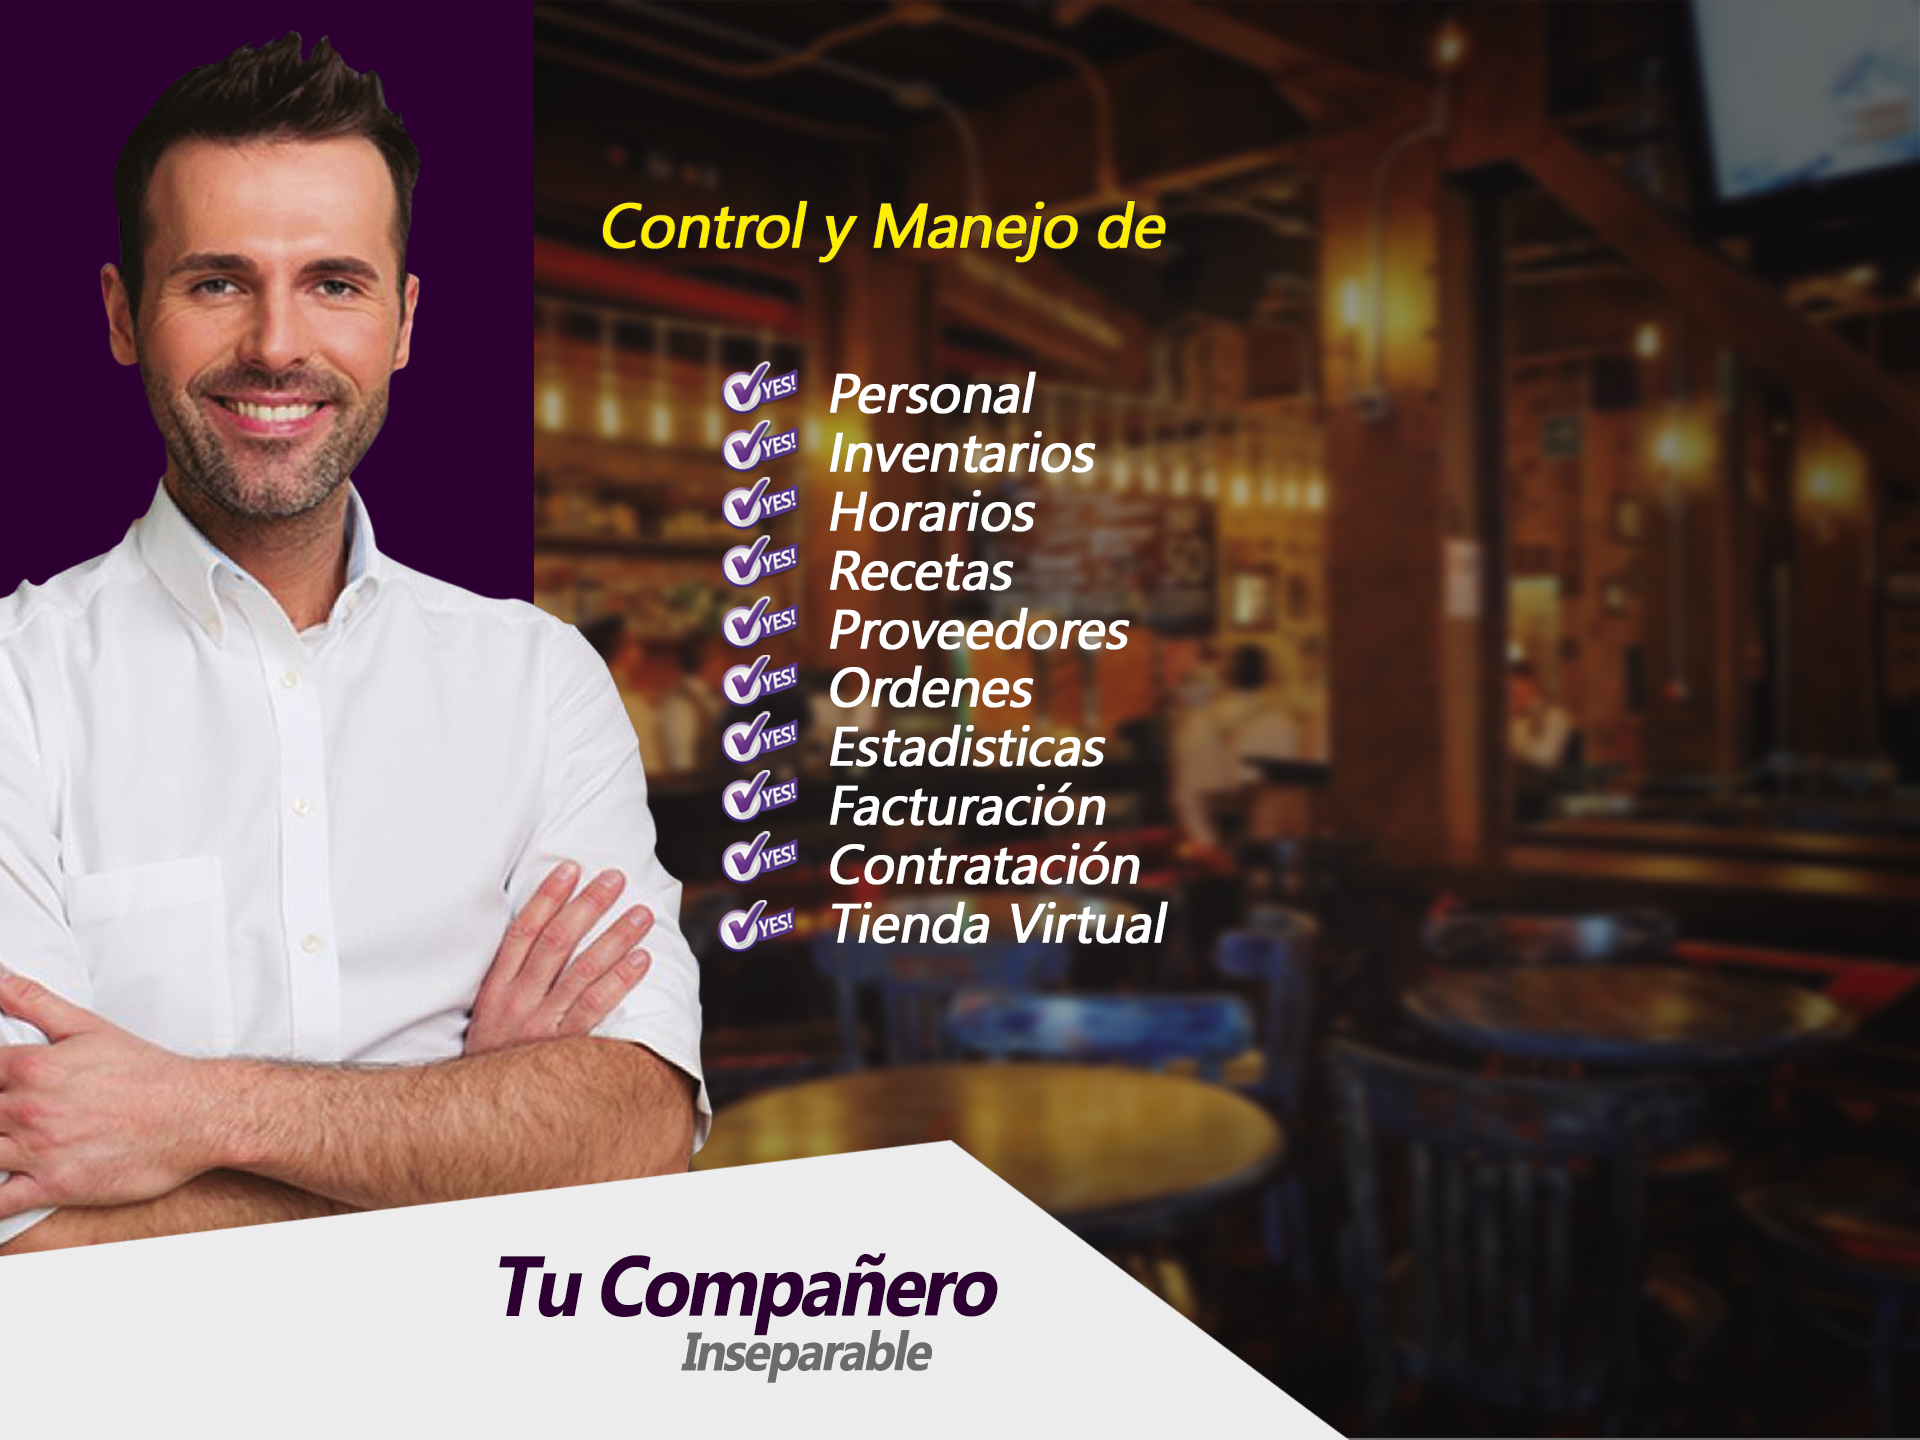 Control y Manejo de
YES! Personal
YES! Inventarios
YES! Horarios
YES! Recetas
YES! Proveedores
YES! Ordenes
YES! Estadisticas
YES! Facturación
YES! Contratación
YES! Tienda Virtual
Tu Compañero
Inseparable